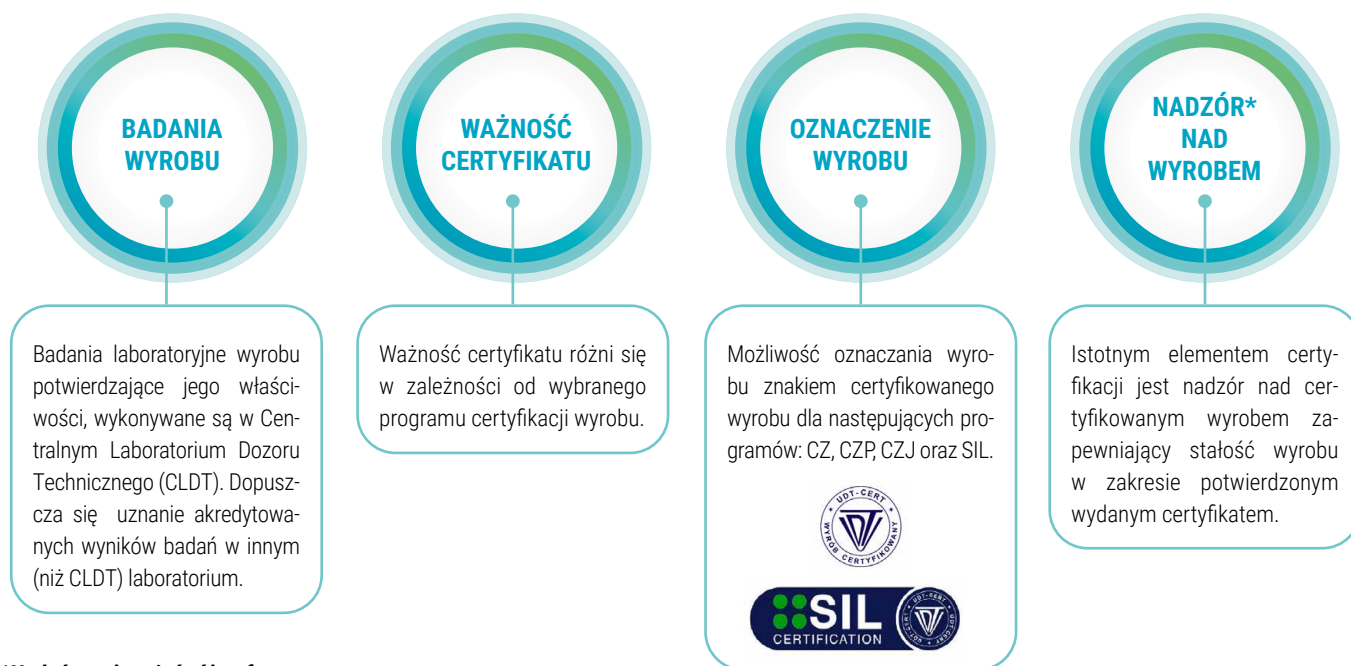 BADANIA
WYROBU
WAŻNOŚĆ
CERTYFIKATU
OZNACZENIE
WYROBU
NADZÓR*
NAD
WYROBEM
Badania laboratoryjne wyrobu
potwierdzające jego właści-
wości, wykonywane są w Cen-
tralnym Laboratorium Dozoru
Technicznego (CLDT). Dopusz-
cza się uznanie akredytowa-
nych wyników badań w innym
(niż CLDT) laboratorium.
Ważność certyfikatu różni się
w zależności od wybranego
programu certyfikacji wyrobu.
Możliwość oznaczania wyro-
bu znakiem certyfikowanego
wyrobu dla następujących pro-
gramów: CZ, CZP, CZJ oraz SIL.
UDT-CERT
WYRÓB CERTYFIKOWANY
SIL
CERTIFICATION
UDT-CERT
UDT-CERT
Istotnym elementem certy-
fikacji jest nadzór nad cer-
tyfikowanym wyrobem za-
pewniający stałość wyrobu
w zakresie potwierdzonym
wydanym certyfikatem.